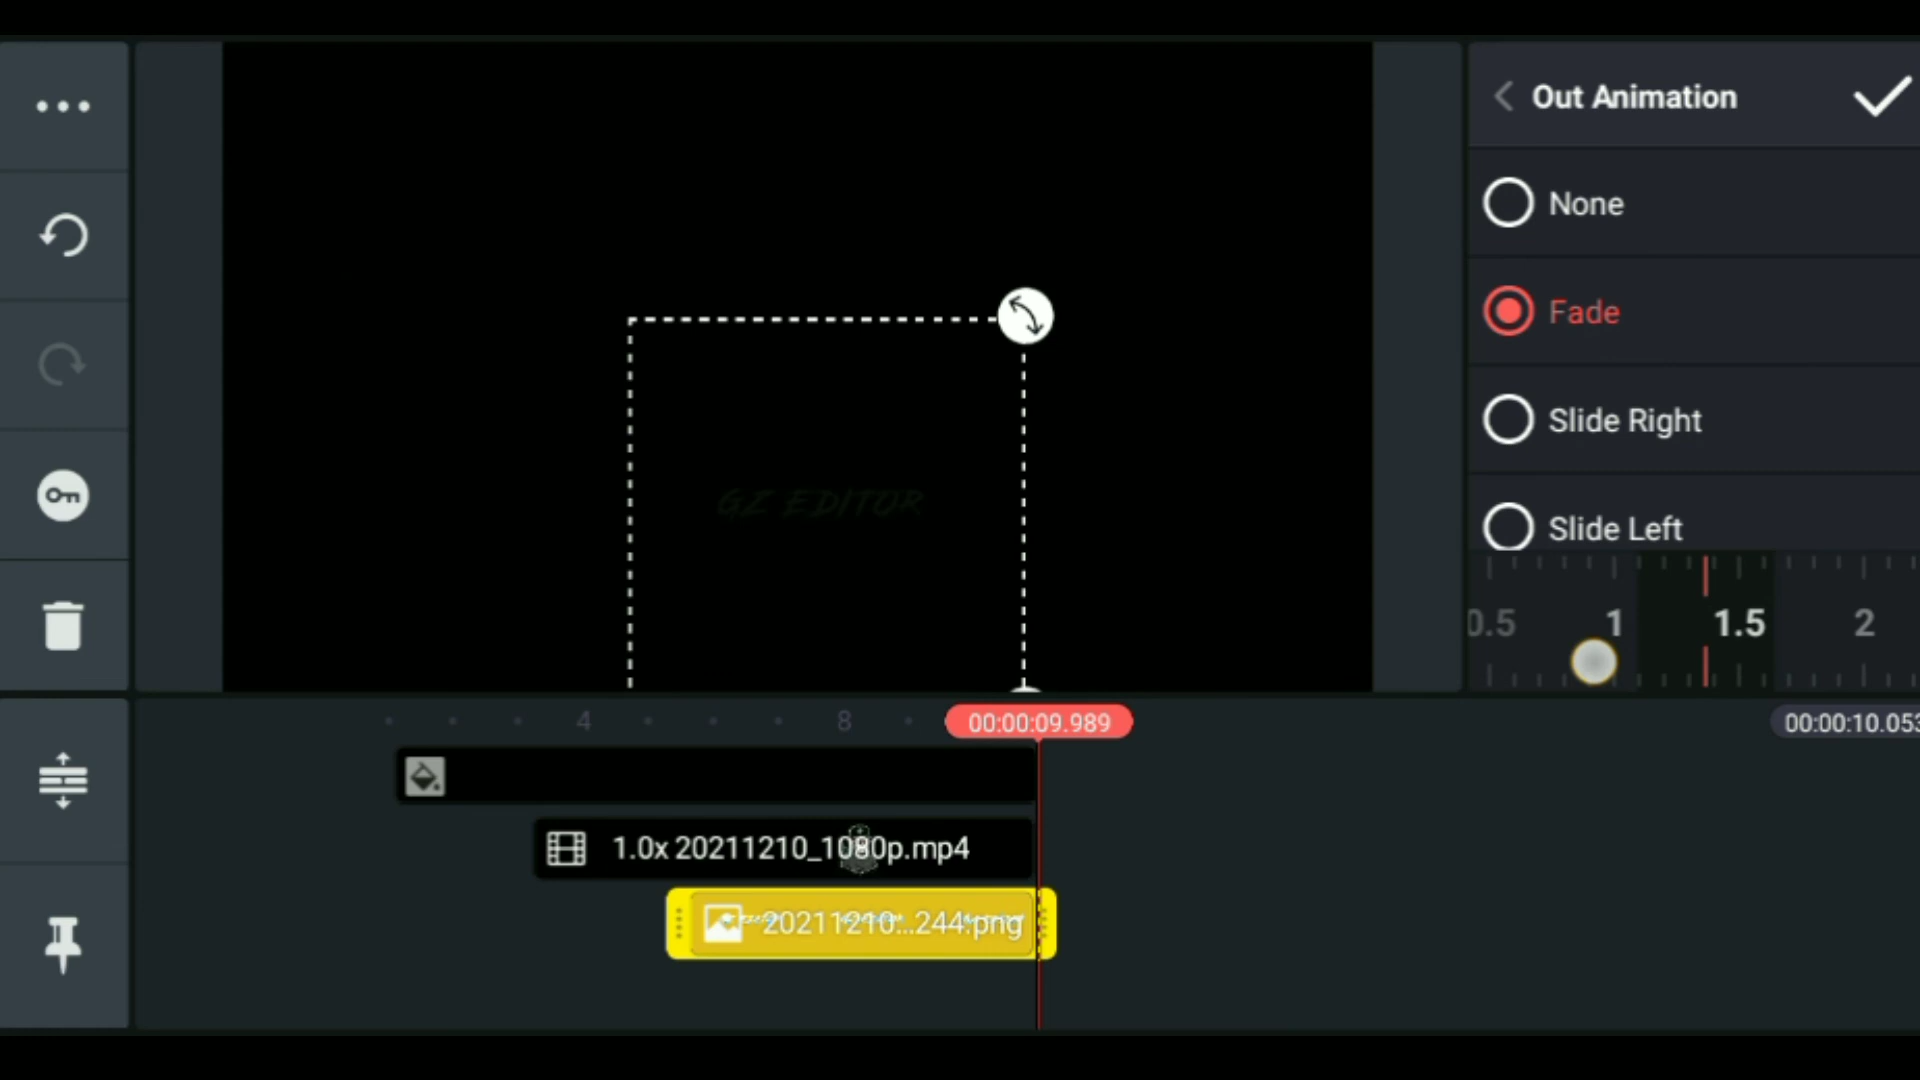 Out Animation
None
Fade
Slide Right
Slide Left
GZ EDITOR
0.5 1 1.5 2
4 8 00:00:09.989 00:00:10.053
1.0x 20211210_1080p.mp4
20211210...244.png